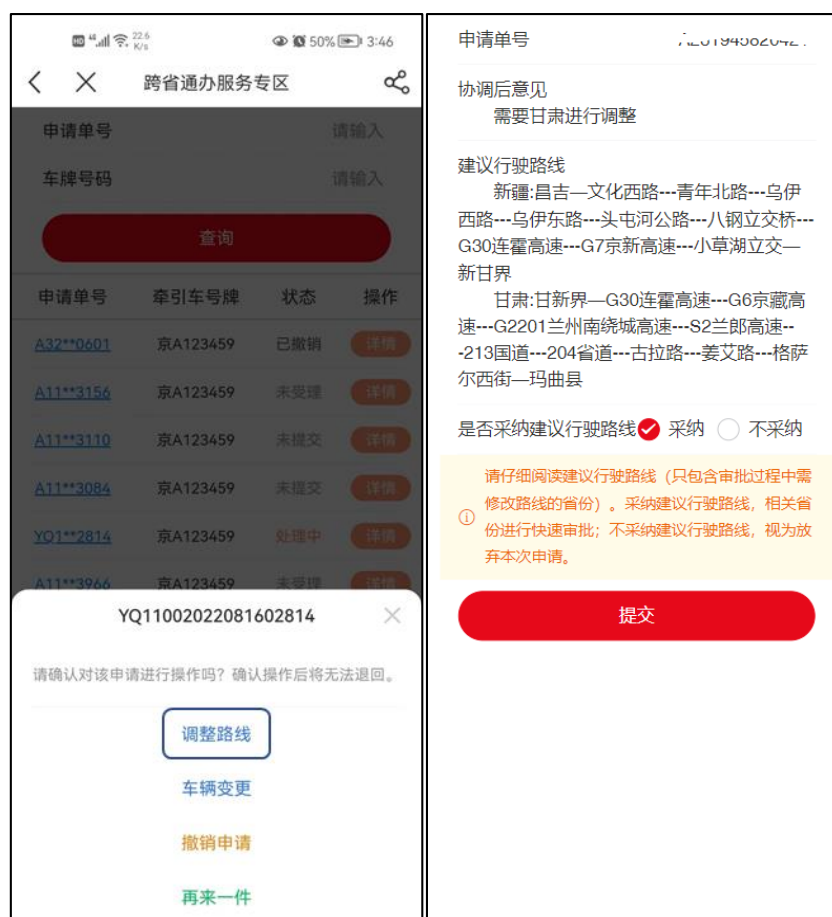 HD 4G 22.6 K/s 50% 3:46
跨省通办服务专区
申请单号 请输入
车牌号码 请输入
查询
申请单号 牵引车号牌 状态 操作
A32**0601 京A123459 已撤销 详情
A11**3156 京A123459 未受理 详情
A11**3110 京A123459 未提交 详情
A11**3084 京A123459 未提交 详情
YQ1**2814 京A123459 处理中 详情
A11**3966 京A123459 未受理 详情
YQ11002022081602814
请确认对该申请进行操作吗？确认操作后将无法退回。
调整路线
车辆变更
撤销申请
再来一件
申请单号
协调后意见
需要甘肃进行调整
建议行驶路线
新疆:昌吉—文化西路---青年北路---乌伊
西路---乌伊东路---头屯河公路---八钢立交桥---
G30连霍高速---G7京新高速---小草湖立交—
新甘界
甘肃:甘新界—G30连霍高速---G6京藏高
速---G2201兰州南绕城高速---S2兰郎高速--
-213国道---204省道---古拉路---姜艾路---格萨
尔西街—玛曲县
是否采纳建议行驶路线 采纳 不采纳
请仔细阅读建议行驶路线（只包含审批过程中需
修改路线的省份）。采纳建议行驶路线，相关省
份进行快速审批；不采纳建议行驶路线，视为放
弃本次申请。
提交